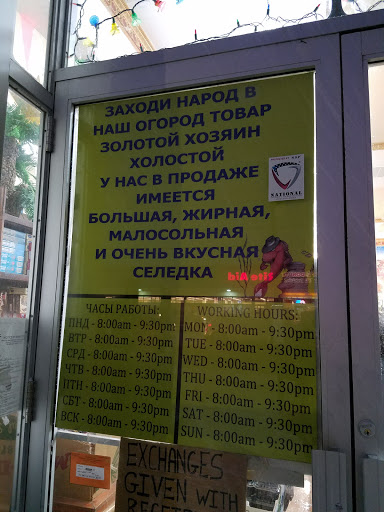 ЗАХОДИ НАРОД В
НАШ ОГОРОД ТОВАР
ЗОЛОТОЙ ХОЗЯИН
ХОЛОСТОЙ
У НАС В ПРОДАЖЕ
ИМЕЕТСЯ
БОЛЬШАЯ, ЖИРНАЯ,
МАЛОСОЛЬНАЯ
И ОЧЕНЬ ВКУСНАЯ
СЕЛЕДКА
NATIONAL
ЧАСЫ РАБОТЫ:
ПНД - 8:00am - 9:30pm
ВТР - 8:00am - 9:30pm
СРД - 8:00am - 9:30pm
ЧТВ - 8:00am - 9:30pm
ПТН - 8:00am - 9:30pm
СБТ - 8:00am - 9:30pm
ВСК - 8:00am - 9:30pm
WORKING HOURS:
MON - 8:00am - 9:30pm
TUE - 8:00am - 9:30pm
WED - 8:00am - 9:30pm
THU - 8:00am - 9:30pm
FRI - 8:00am - 9:30pm
SAT - 8:00am - 9:30pm
SUN - 8:00am - 9:30pm
EXCHANGES
GIVEN WITH